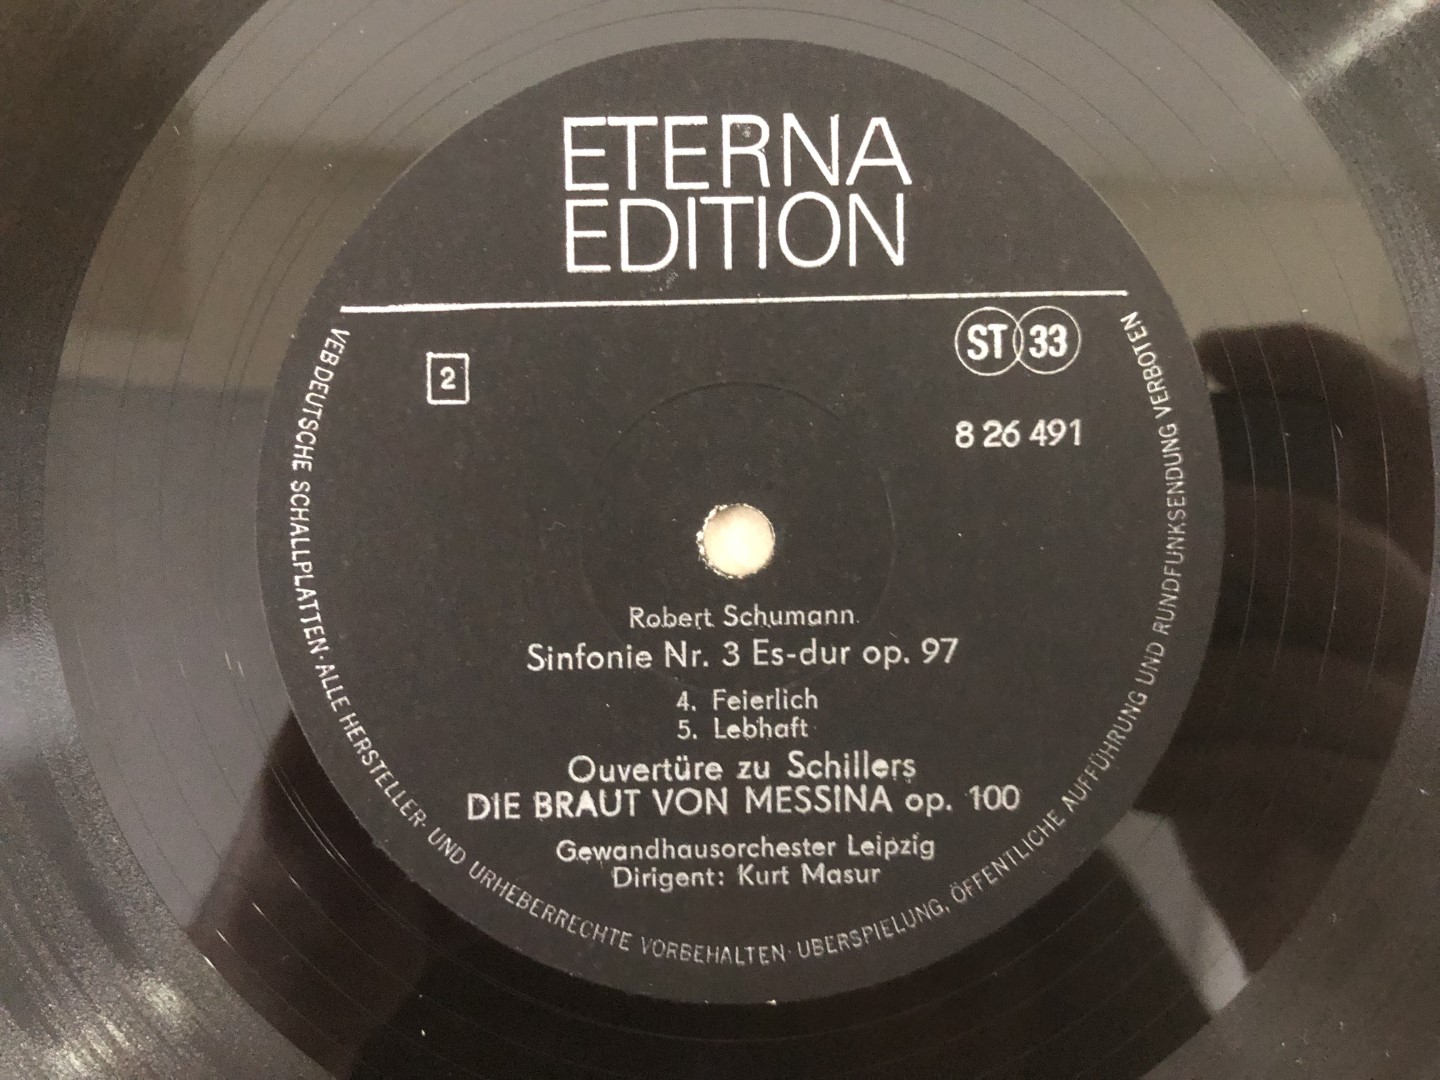 ETERNA
EDITION
ST 33
2
8 26 491
Robert Schumann
Sinfonie Nr. 3 Es-dur op. 97
4. Feierlich
5. Lebhaft
Ouvertüre zu Schillers
DIE BRAUT VON MESSINA op. 100
Gewandhausorchester Leipzig
Dirigent: Kurt Masur
VEB DEUTSCHE SCHALLPLATTEN · ALLE HERSTELLER- UND URHEBERRECHTE VORBEHALTEN · ÜBERSPIELUNG, ÖFFENTLICHE AUFFÜHRUNG UND RUNDFUNKSENDUNG VERBOTEN